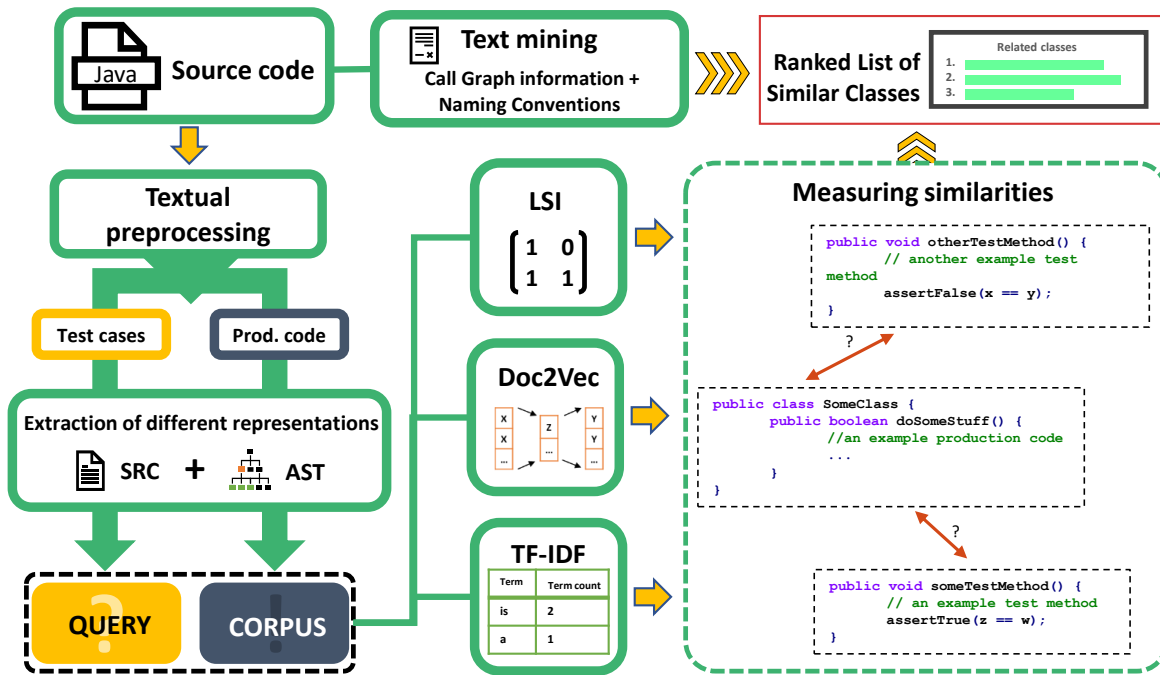 Java
Source code
Text mining
Call Graph information +
Naming Conventions
Ranked List of
Similar Classes
Related classes
1.
2.
3.
Textual
preprocessing
Test cases
Prod. code
Extraction of different representations
SRC + AST
?
QUERY
!
CORPUS
LSI
1 0
1 1
Doc2Vec
X
X
...
Z
...
Y
Y
...
TF-IDF
Term Term count
is 2
a 1
Measuring similarities
public void otherTestMethod() {
// another example test
method
assertFalse(x == y);
}
?
public class SomeClass {
public boolean doSomeStuff() {
//an example production code
...
}
}
?
public void someTestMethod() {
// an example test method
assertTrue(z == w);
}